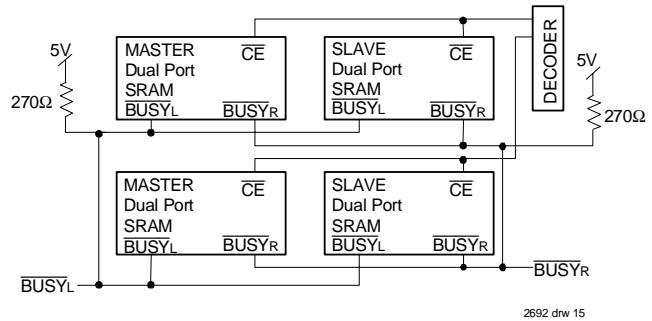 MASTER
Dual Port
SRAM
BUSYL
CE
BUSYR
SLAVE
Dual Port
SRAM
BUSYL
CE
BUSYR
DECODER
5V
270Ω
5V
270Ω
MASTER
Dual Port
SRAM
BUSYL
CE
BUSYR
SLAVE
Dual Port
SRAM
BUSYL
CE
BUSYR
BUSYL
BUSYR
2692 drw 15